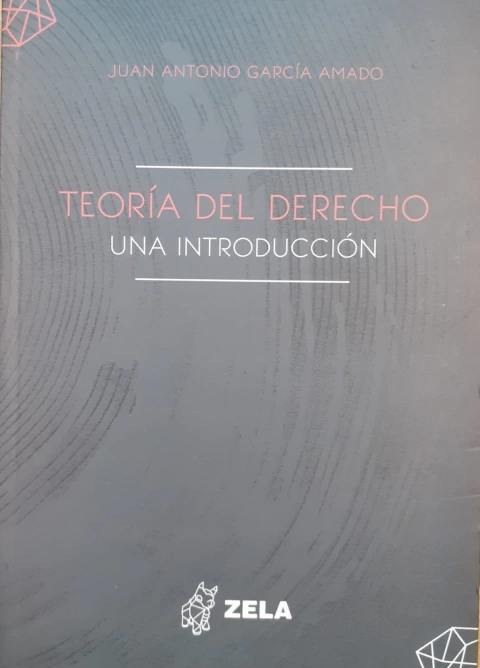 JUAN ANTONIO GARCÍA AMADO
TEORÍA DEL DERECHO
UNA INTRODUCCIÓN
ZELA